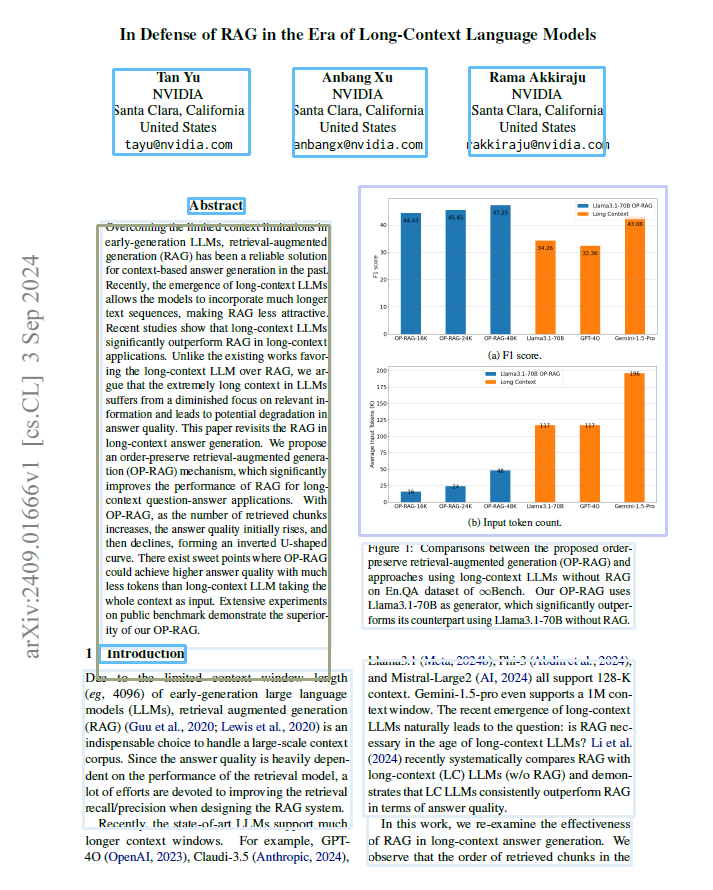 In Defense of RAG in the Era of Long-Context Language Models
Tan Yu
NVIDIA
Santa Clara, California
United States
tayu@nvidia.com
Anbang Xu
NVIDIA
Santa Clara, California
United States
anbangx@nvidia.com
Rama Akkiraju
NVIDIA
Santa Clara, California
United States
rakkiraju@nvidia.com
arXiv:2409.01666v1 [cs.CL] 3 Sep 2024
Abstract
Overcoming the limited context limitations in
early-generation LLMs, retrieval-augmented
generation (RAG) has been a reliable solution
for context-based answer generation in the past.
Recently, the emergence of long-context LLMs
allows the models to incorporate much longer
text sequences, making RAG less attractive.
Recent studies show that long-context LLMs
significantly outperform RAG in long-context
applications. Unlike the existing works favor-
ing the long-context LLM over RAG, we ar-
gue that the extremely long context in LLMs
suffers from a diminished focus on relevant in-
formation and leads to potential degradation in
answer quality. This paper revisits the RAG in
long-context answer generation. We propose
an order-preserve retrieval-augmented genera-
tion (OP-RAG) mechanism, which significantly
improves the performance of RAG for long-
context question-answer applications. With
OP-RAG, as the number of retrieved chunks
increases, the answer quality initially rises, and
then declines, forming an inverted U-shaped
curve. There exist sweet points where OP-RAG
could achieve higher answer quality with much
less tokens than long-context LLM taking the
whole context as input. Extensive experiments
on public benchmark demonstrate the superior-
ity of our OP-RAG.
1 Introduction
Due to the limited context window length
(eg, 4096) of early-generation large language
models (LLMs), retrieval augmented generation
(RAG) (Guu et al., 2020; Lewis et al., 2020) is an
indispensable choice to handle a large-scale context
corpus. Since the answer quality is heavily depen-
dent on the performance of the retrieval model, a
lot of efforts are devoted to improving the retrieval
recall/precision when designing the RAG system.
Recently, the state-of-art LLMs support much
longer context windows. For example, GPT-
4O (OpenAI, 2023), Claudi-3.5 (Anthropic, 2024),
F1 score
0
10
20
30
40
44.43
45.45
47.25
34.26
32.36
43.08
Llama3.1-70B OP-RAG
Long Context
OP-RAG-16K OP-RAG-24K OP-RAG-48K Llama3.1-70B GPT-4O Gemini-1.5-Pro
(a) F1 score.
Average Input Tokens (K)
0
25
50
75
100
125
150
175
200
16
24
48
117
117
196
Llama3.1-70B OP-RAG
Long Context
OP-RAG-16K OP-RAG-24K OP-RAG-48K Llama3.1-70B GPT-4O Gemini-1.5-Pro
(b) Input token count.
Figure 1: Comparisons between the proposed order-
preserve retrieval-augmented generation (OP-RAG) and
approaches using long-context LLMs without RAG
on En.QA dataset of ∞Bench. Our OP-RAG uses
Llama3.1-70B as generator, which significantly outper-
forms its counterpart using Llama3.1-70B without RAG.
Llama3.1 (Meta, 2024b), Phi-3 (Abdin et al., 2024),
and Mistral-Large2 (AI, 2024) all support 128-K
context. Gemini-1.5-pro even supports a 1M con-
text window. The recent emergence of long-context
LLMs naturally leads to the question: is RAG nec-
essary in the age of long-context LLMs? Li et al.
(2024) recently systematically compares RAG with
long-context (LC) LLMs (w/o RAG) and demon-
strates that LC LLMs consistently outperform RAG
in terms of answer quality.
In this work, we re-examine the effectiveness
of RAG in long-context answer generation. We
observe that the order of retrieved chunks in the